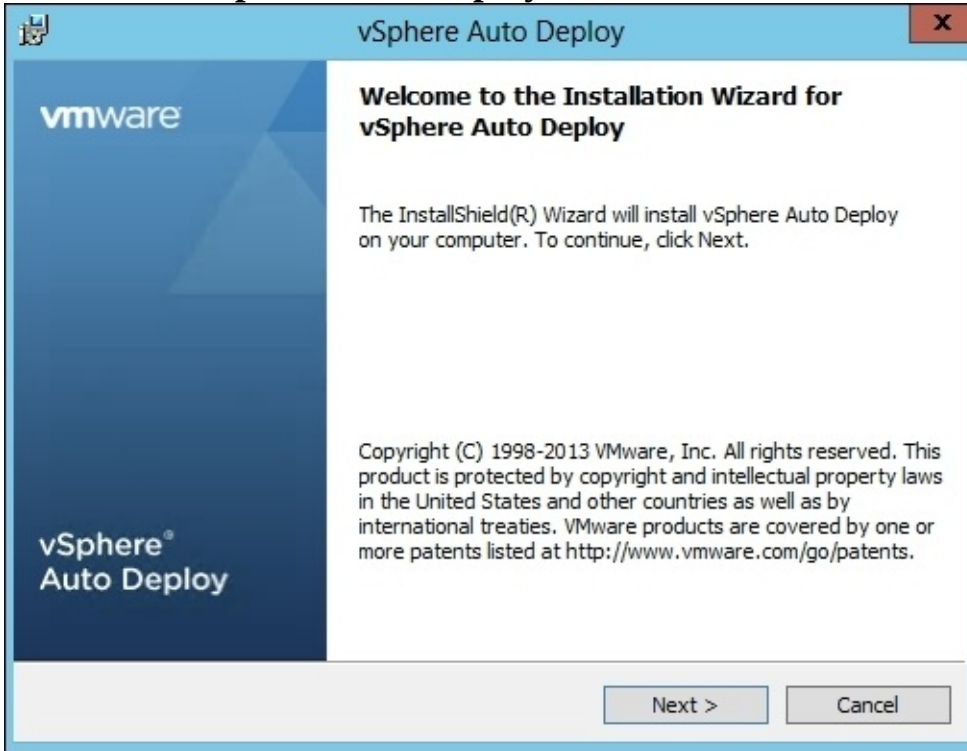 vSphere Auto Deploy
X
vmware
Welcome to the Installation Wizard for
vSphere Auto Deploy
The InstallShield(R) Wizard will install vSphere Auto Deploy
on your computer. To continue, click Next.
Copyright (C) 1998-2013 VMware, Inc. All rights reserved. This
product is protected by copyright and intellectual property laws
in the United States and other countries as well as by
international treaties. VMware products are covered by one or
more patents listed at http://www.vmware.com/go/patents.
vSphere®
Auto Deploy
Next >
Cancel